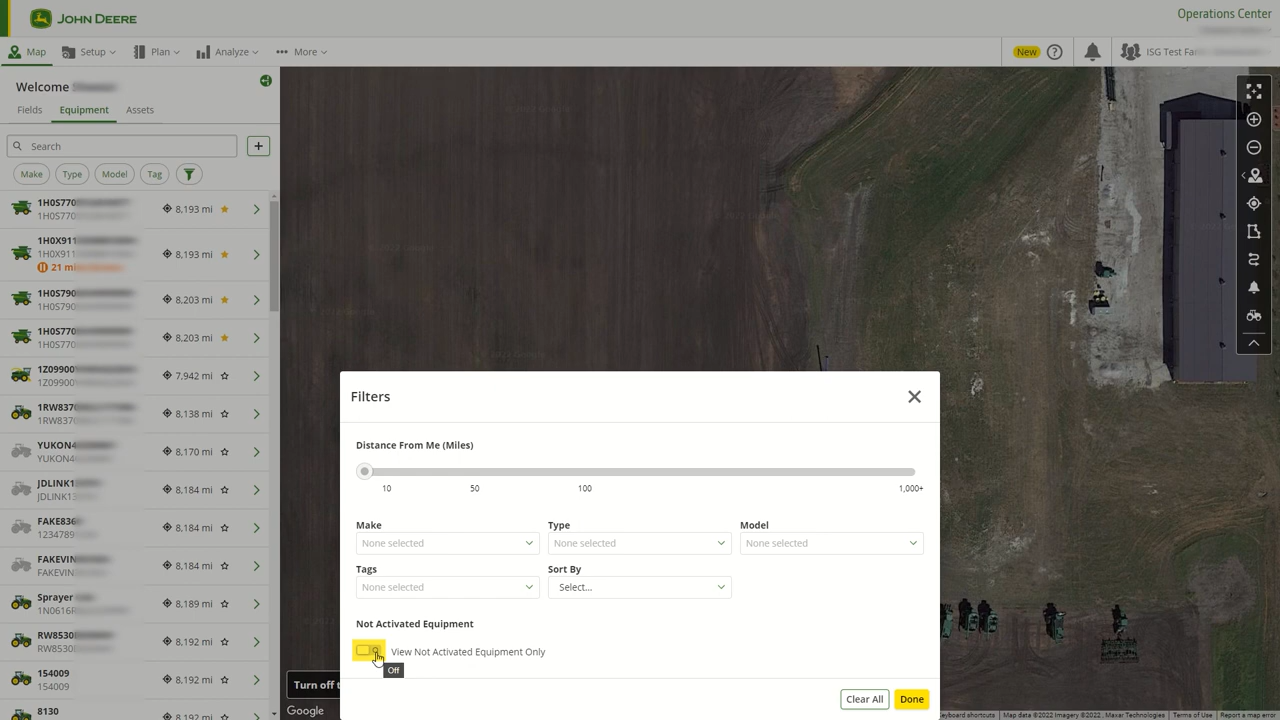 JOHN DEERE
Operations Center
Map Setup Plan Analyze More
New ISG Test Far
Welcome
Fields Equipment Assets
Search
Make Type Model Tag
1H0S770 8,193 mi
1H0S770
1H0X911 8,193 mi
1H0X911
21 mi
1H0S790 8,203 mi
1H0S790
1H0S770 8,203 mi
1H0S770
1Z09900 7,942 mi
1Z09900
1RW8370 8,138 mi
1RW8370
YUKON4 8,170 mi
YUKON4
JDLINK1 8,184 mi
JDLINK1
FAKE836 8,184 mi
1234789
FAKEVIN 8,184 mi
FAKEVIN
Sprayer 8,189 mi
1N0616R
RW8530 8,192 mi
RW8530
154009 8,192 mi
154009
8130 8,192 mi
Filters
Distance From Me (Miles)
10 50 100 1,000+
Make Type Model
None selected None selected None selected
Tags Sort By
None selected Select...
Not Activated Equipment
View Not Activated Equipment Only
Off
Clear All Done
Turn off t
Google
Keyboard shortcuts Map data ©2022 Imagery ©2022 , Maxar Technologies Terms of Use Report a map error